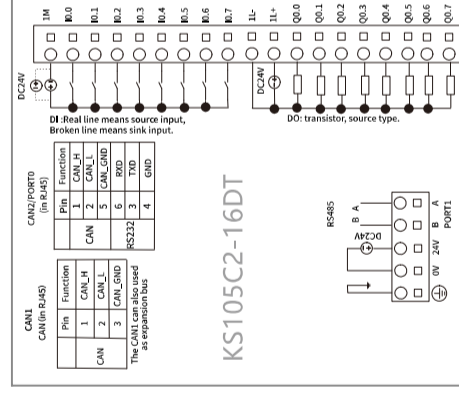 1M I0.0 I0.1 I0.2 I0.3 I0.4 I0.5 I0.6 I0.7 1L- 1L+ Q0.0 Q0.1 Q0.2 Q0.3 Q0.4 Q0.5 Q0.6 Q0.7
DC24V
DC24V
DI :Real line means source input,
Broken line means sink input.
DO: transistor, source type.
CAN2/PORT0
(in RJ45)
Pin Function
CAN
1 CAN_H
2 CAN_L
5 CAN_GND
RS232
6 RXD
3 TXD
4 GND
CAN1
CAN(in RJ45)
Pin Function
CAN
1 CAN_H
2 CAN_L
3 CAN_GND
The CAN1 can also used
as expansion bus
KS105C2-16DT
RS485
B A
DC24V
0V 24V B A
PORT1